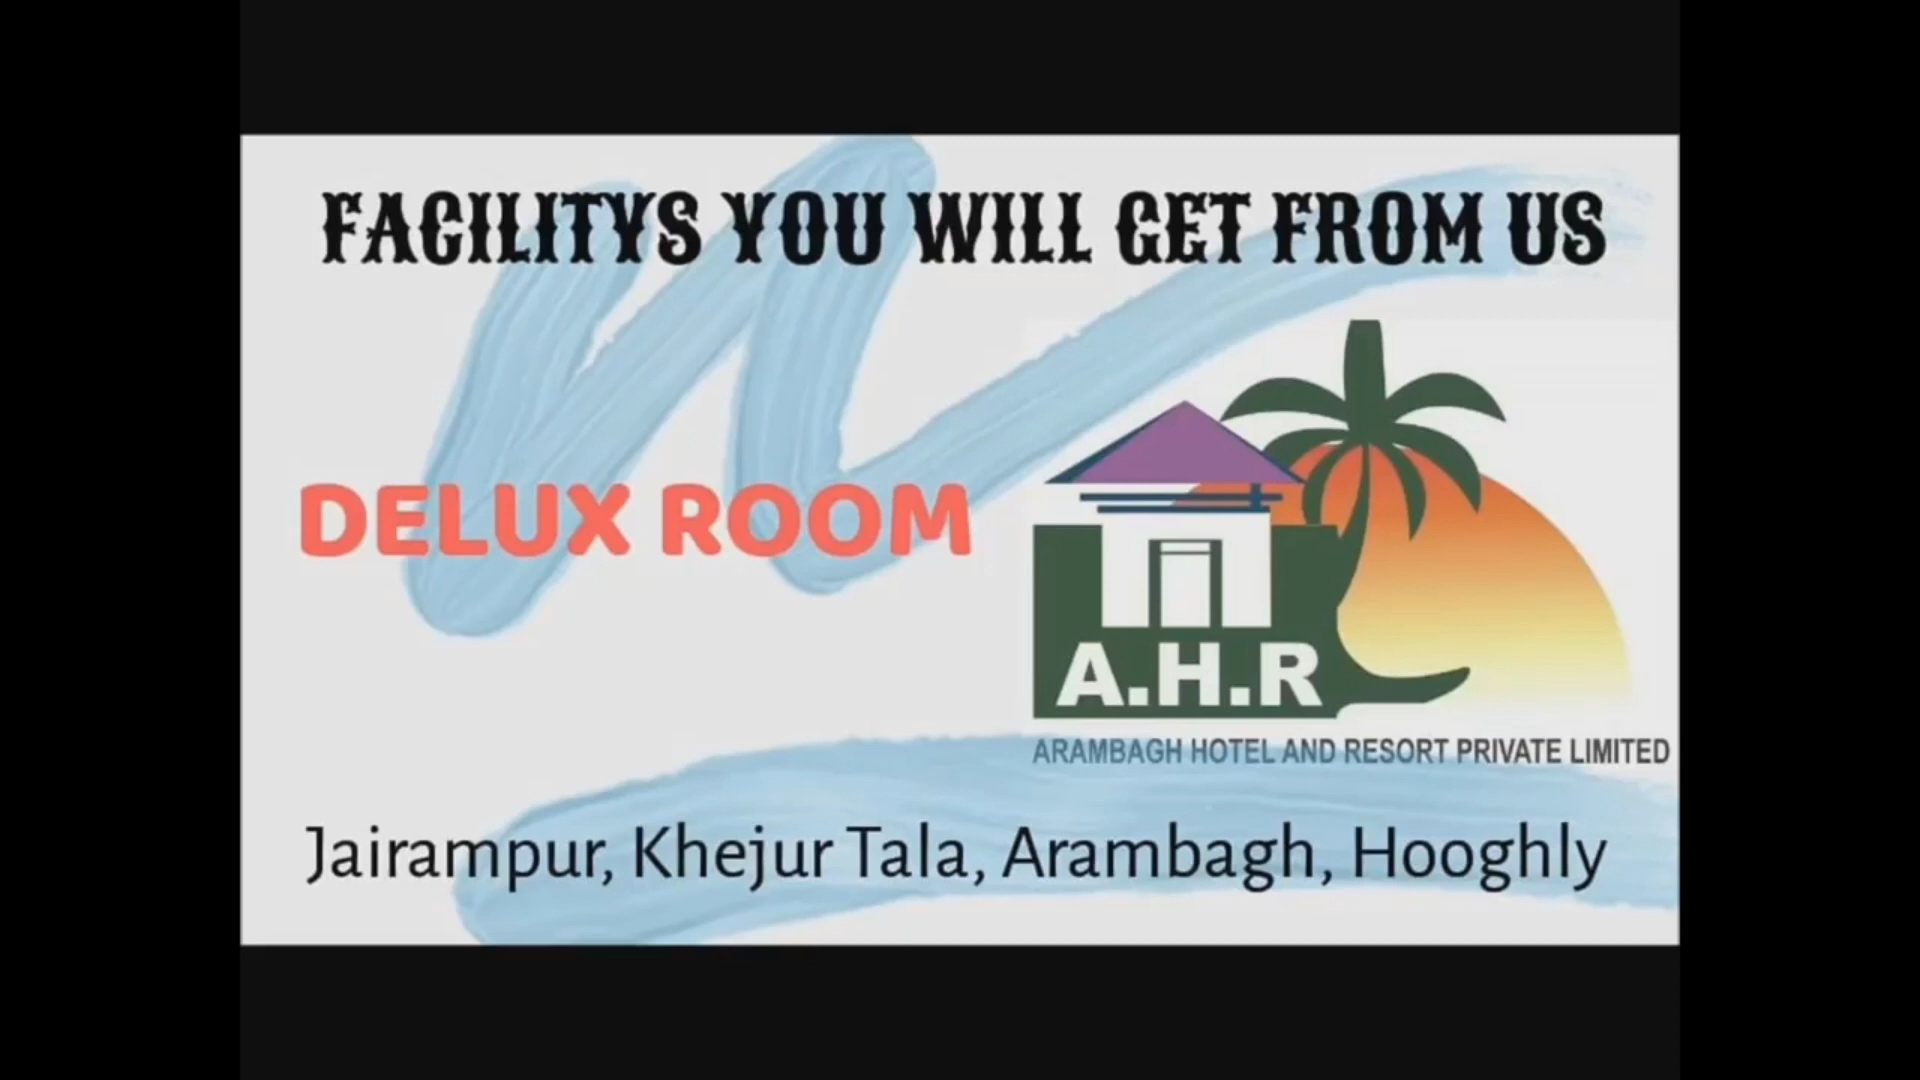 FACILITYS YOU WILL GET FROM US
DELUX ROOM
A.H.R
ARAMBAGH HOTEL AND RESORT PRIVATE LIMITED
Jairampur, Khejur Tala, Arambagh, Hooghly